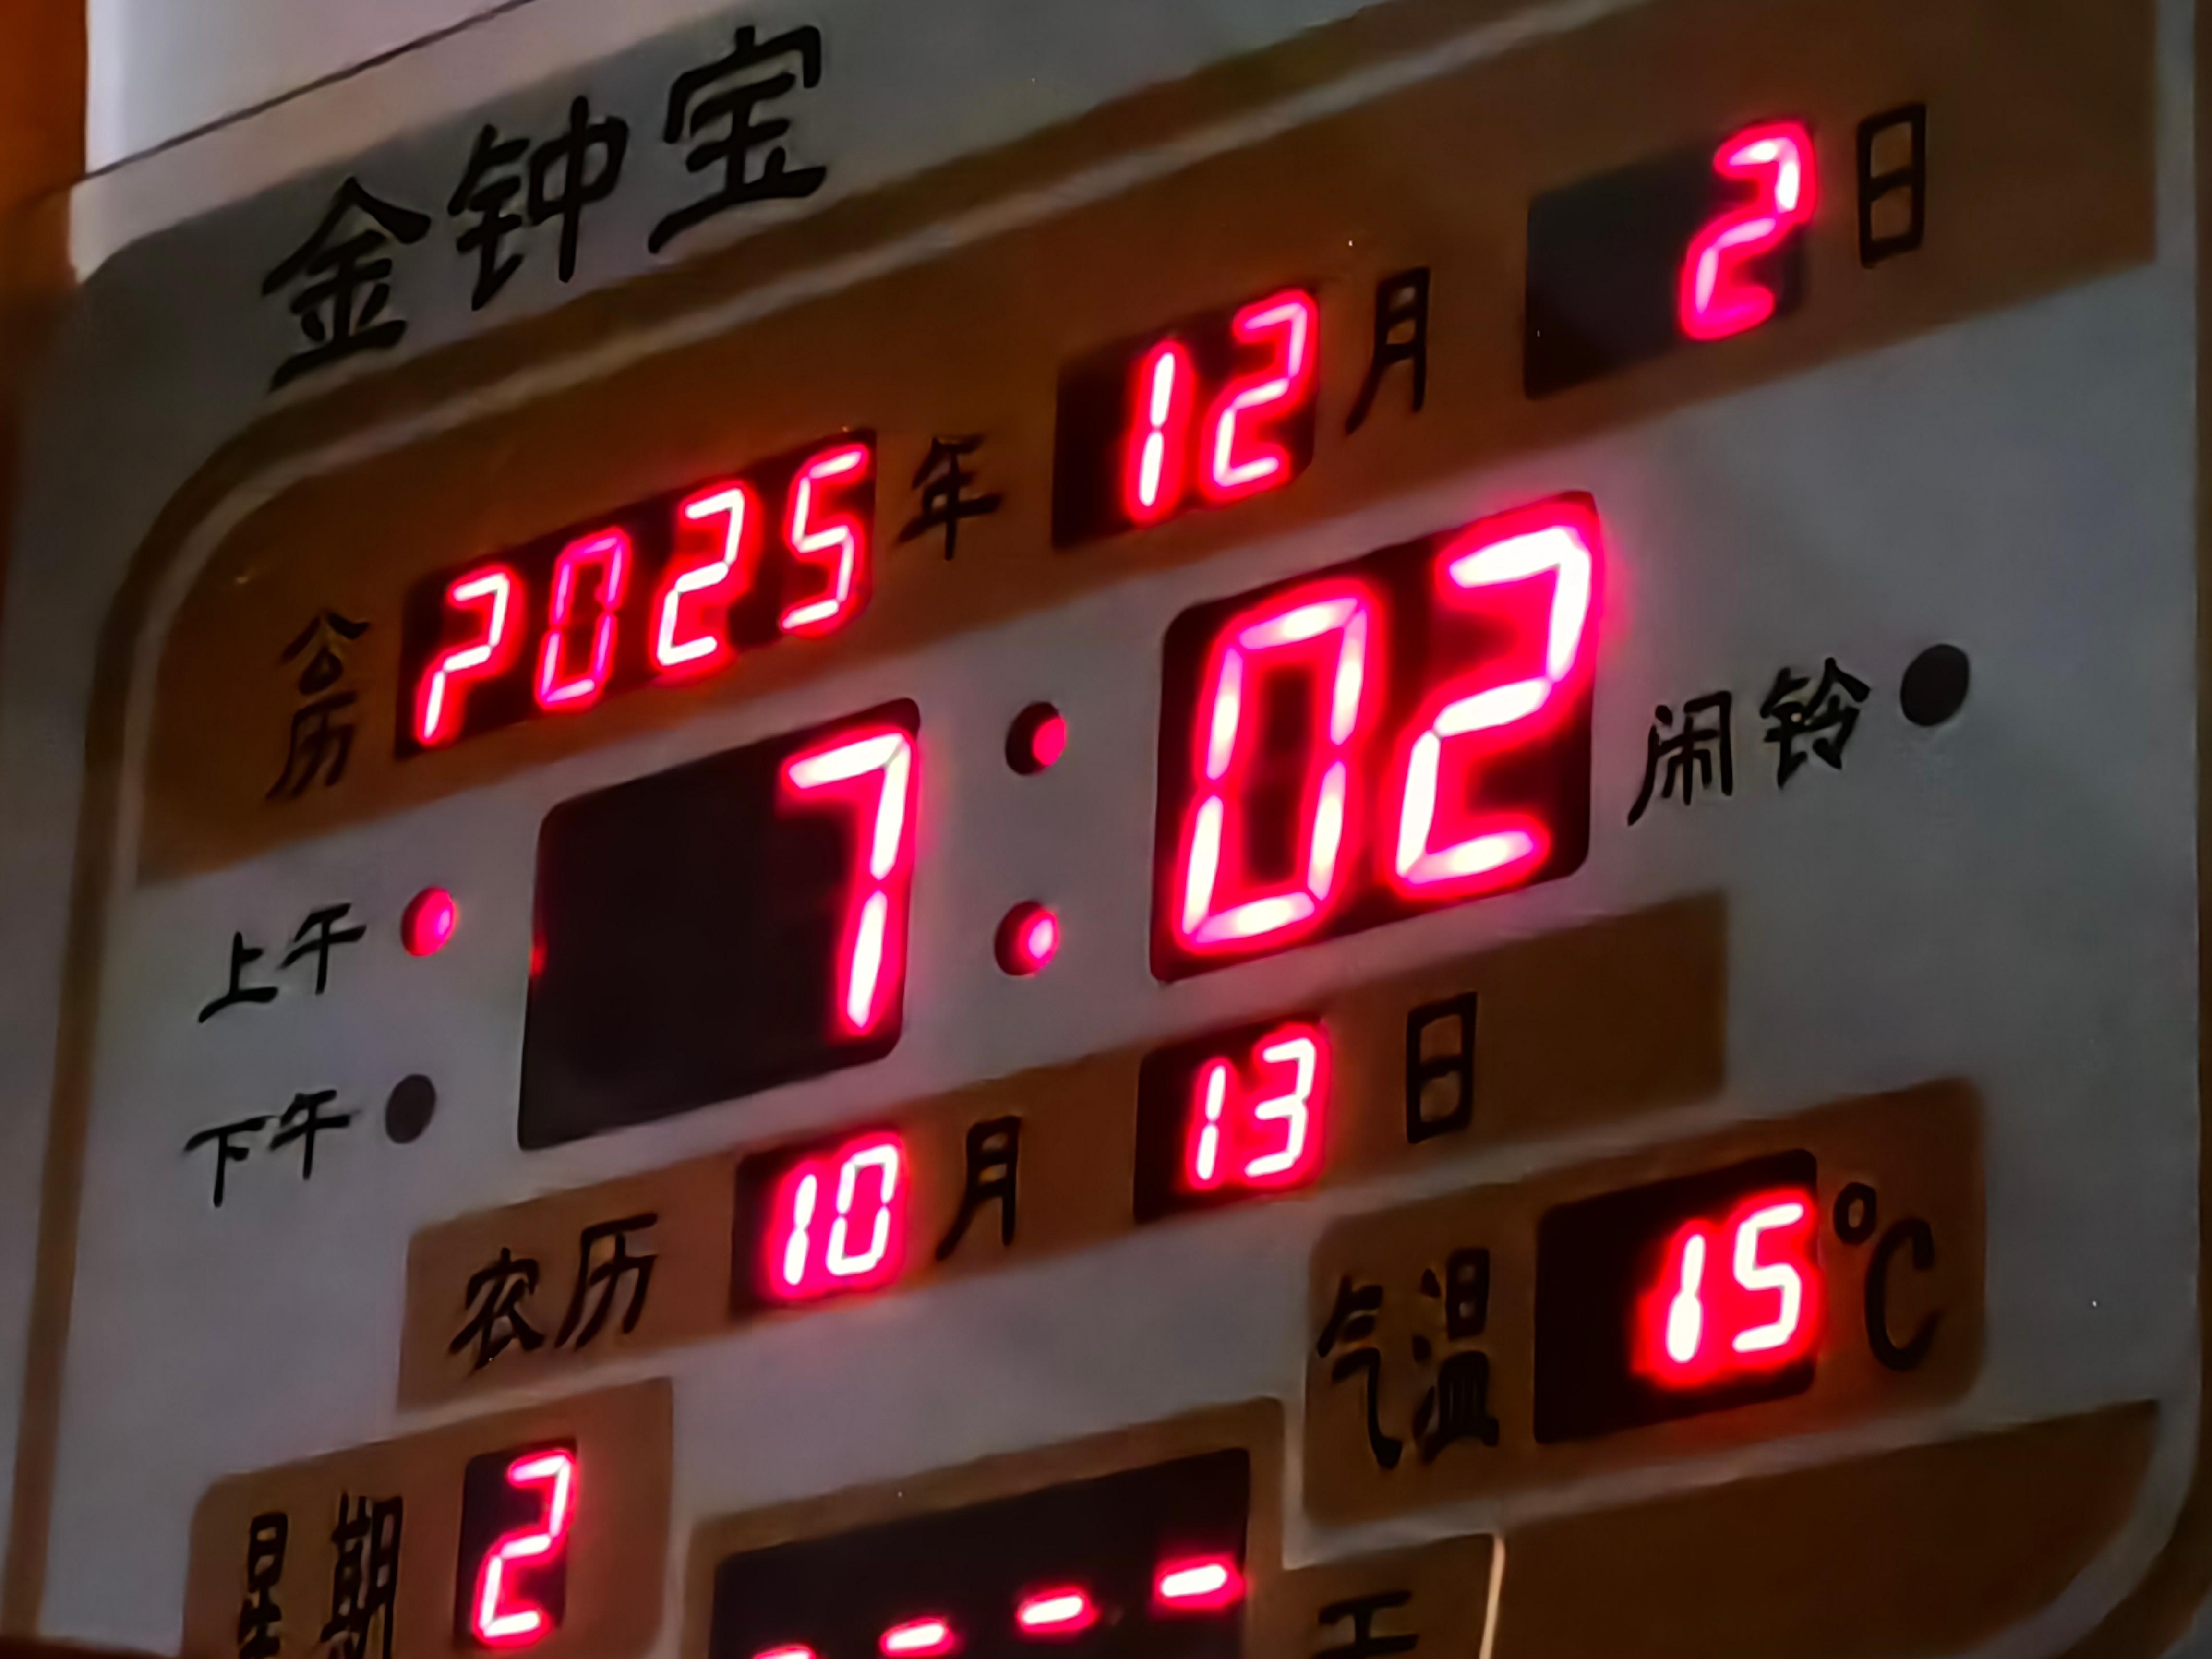 金钟宝
公历 2025年 12月 2日
上午 7:02 闹铃
下午
农历 10月 13日
气温 15℃
星期 2 ----